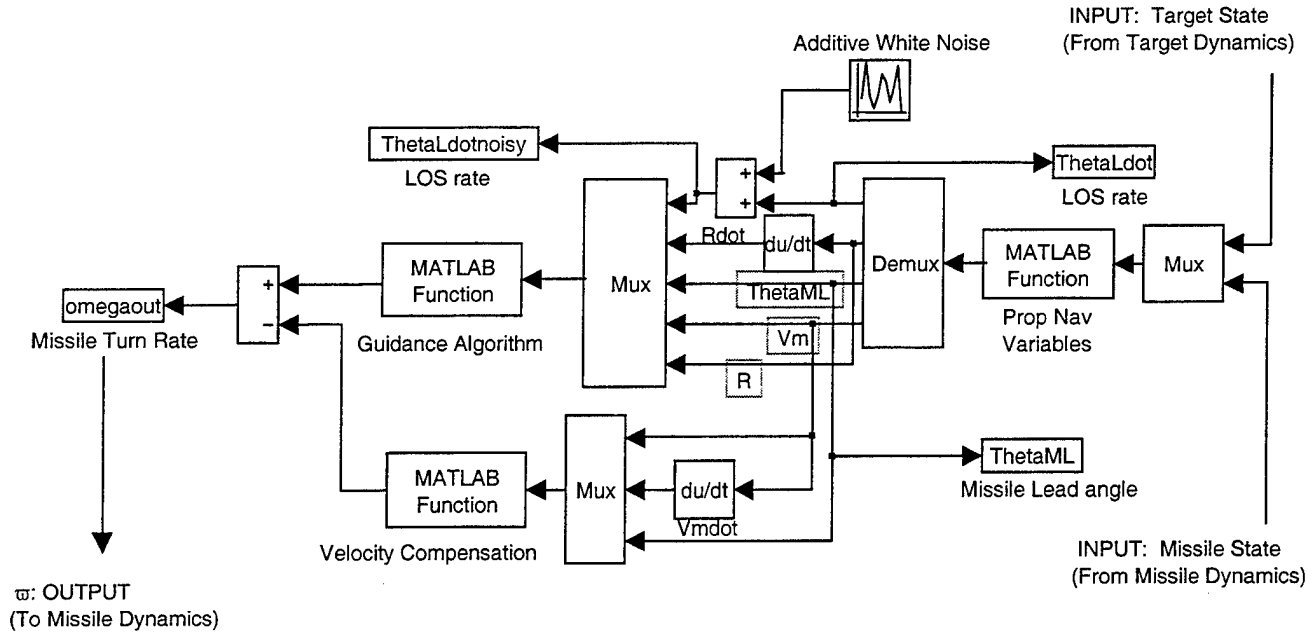 INPUT: Target State
(From Target Dynamics)
Additive White Noise
ThetaLdotnoisy
LOS rate
+
+
ThetaLdot
LOS rate
Rdot
du/dt
Demux
MATLAB
Function
Prop Nav
Variables
Mux
Mux
ThetaML
Vm
R
MATLAB
Function
Guidance Algorithm
+
−
omegaout
Missile Turn Rate
MATLAB
Function
Velocity Compensation
Mux
du/dt
Vmdot
ThetaML
Missile Lead angle
INPUT: Missile State
(From Missile Dynamics)
ϖ: OUTPUT
(To Missile Dynamics)